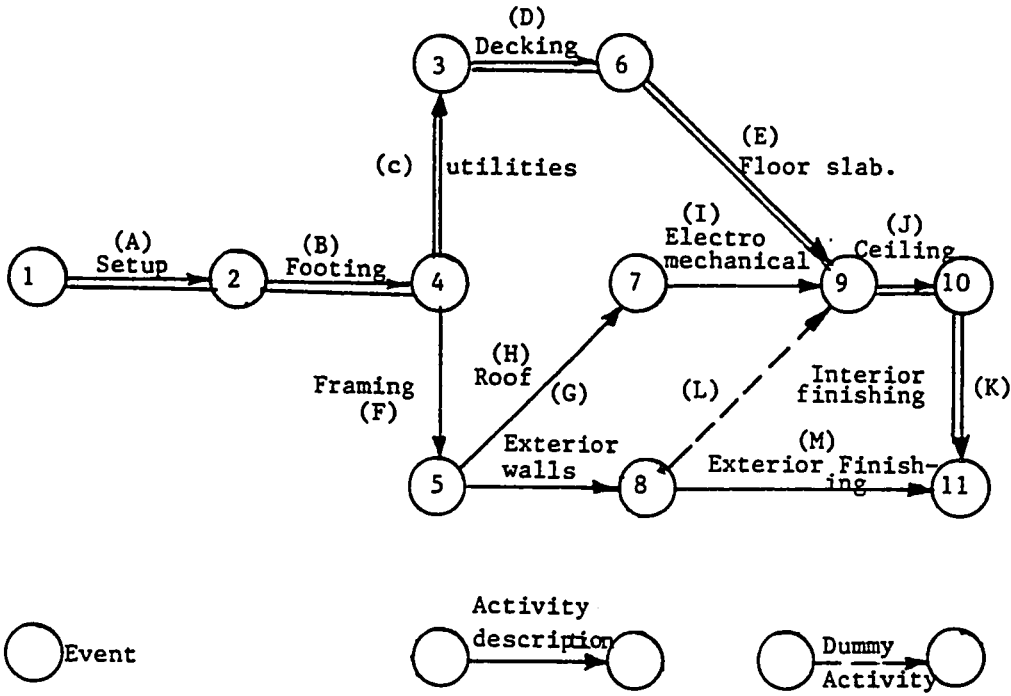 (D)
Decking
3
6
(E)
Floor slab.
(c)
utilities
(I)
Electro
mechanical
(J)
Ceiling
(A)
Setup
(B)
Footing
1
2
4
7
9
10
(H)
Roof
(G)
Framing
(F)
(L)
Interior
finishing
(K)
Exterior
walls
(M)
Exterior Finish-
ing
5
8
11
Event
Activity
description
Dummy
Activity